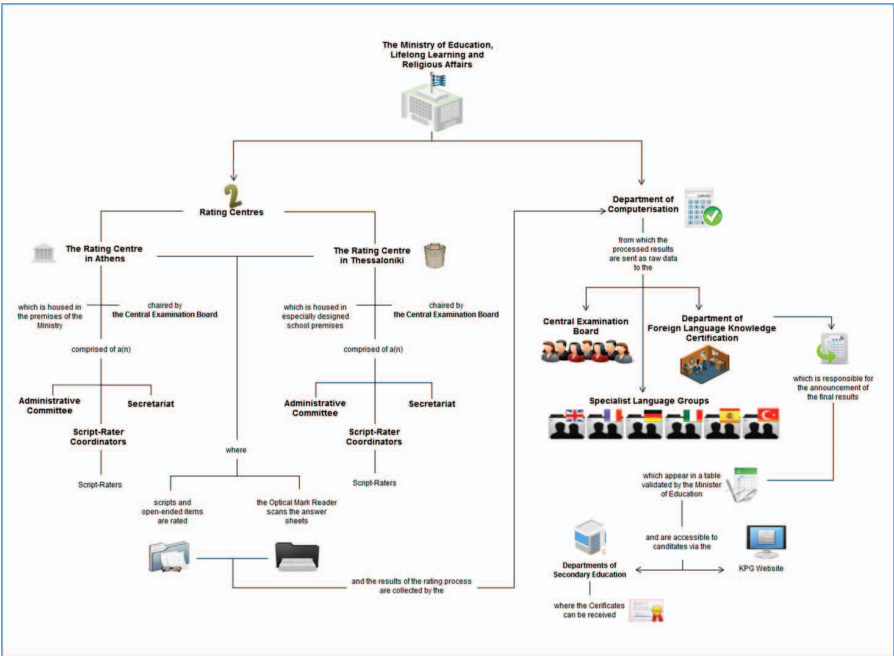 The Ministry of Education,
Lifelong Learning and
Religious Affairs
2
Rating Centres
The Rating Centre
in Athens
which is housed in
the premises of the
Ministry
chaired by
the Central Examination Board
comprised of a(n)
Administrative
Committee
Secretariat
Script-Rater
Coordinators
Script-Raters
The Rating Centre
in Thessaloniki
which is housed in
especially designed
school premises
chaired by
the Central Examination Board
comprised of a(n)
Administrative
Committee
Secretariat
Script-Rater
Coordinators
Script-Raters
where
scripts and
open-ended items
are rated
the Optical Mark Reader
scans the answer
sheets
and the results of the rating process
are collected by the
Department of
Computerisation
from which the
processed results
are sent as raw data
to the
Central Examination
Board
Department of
Foreign Language Knowledge
Certification
Specialist Language Groups
which is responsible for
the announcement of
the final results
which appear in a table
validated by the Minister
of Education
and are accessible to
canditates via the
Departments of
Secondary Education
KPG Website
where the Cerificates
can be received